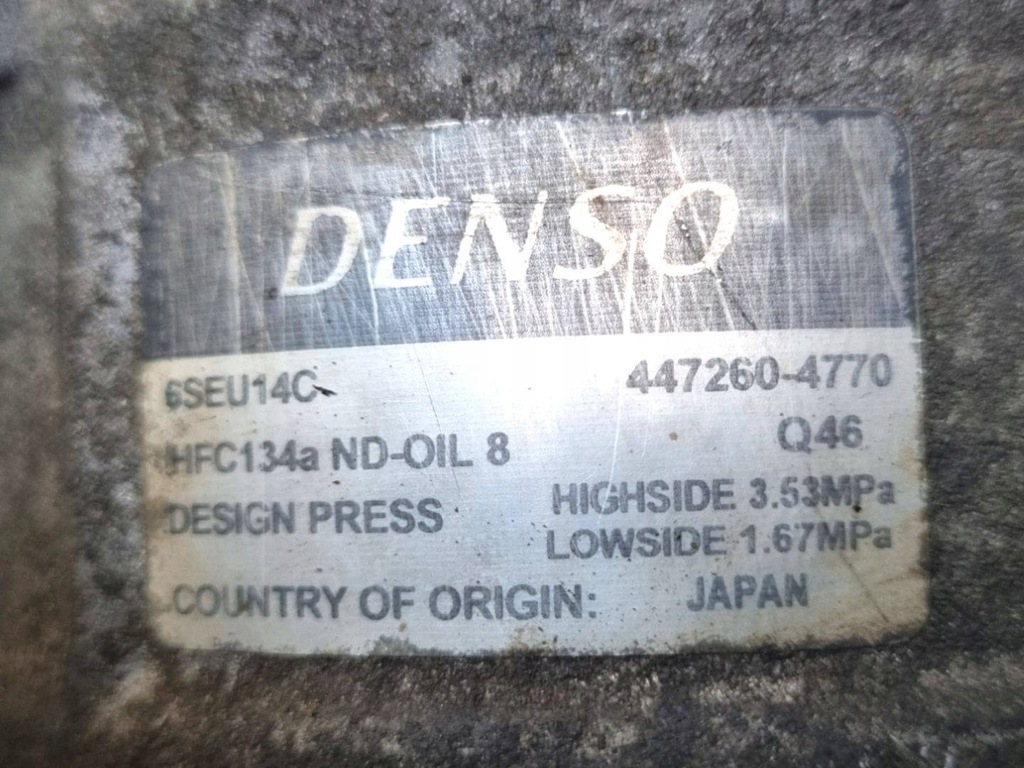 DENSO
6SEU14C 447260-4770
HFC134a ND-OIL 8 Q46
DESIGN PRESS HIGHSIDE 3.53MPa
LOWSIDE 1.67MPa
COUNTRY OF ORIGIN: JAPAN